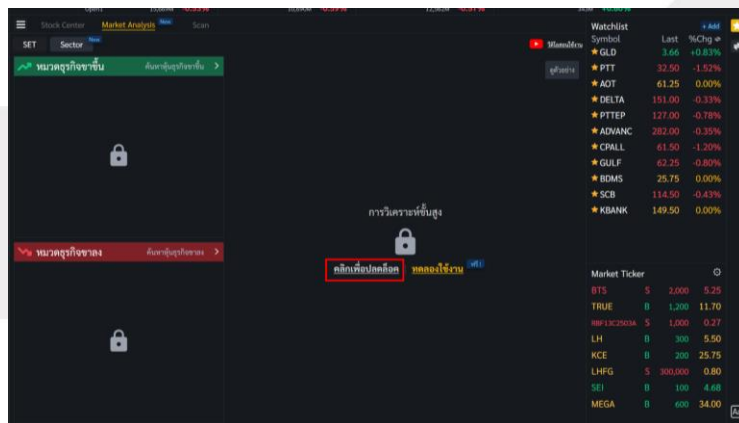 Stock Center Market Analysis New Scan
SET Sector New
วิดีโอสอนใช้งาน
หมวดธุรกิจขาขึ้น ค้นหาหุ้นธุรกิจขาขึ้น
ดูตัวอย่าง
การวิเคราะห์ขั้นสูง
คลิกเพื่อปลดล็อค ทดลองใช้งาน ฟรี!
หมวดธุรกิจขาลง ค้นหาหุ้นธุรกิจขาลง
Watchlist + Add
Symbol Last %Chg
GLD 3.66 +0.83%
PTT 32.50 -1.52%
AOT 61.25 0.00%
DELTA 151.00 -0.33%
PTTEP 127.00 -0.78%
ADVANC 282.00 -0.35%
CPALL 61.50 -1.20%
GULF 62.25 -0.80%
BDMS 25.75 0.00%
SCB 114.50 -0.43%
KBANK 149.50 0.00%
Market Ticker
BTS S 2,000 5.25
TRUE B 1,200 11.70
RBF13C2503A S 1,000 0.27
LH B 300 5.50
KCE B 200 25.75
LHFG S 300,000 0.80
SEI B 100 4.68
MEGA B 600 34.00